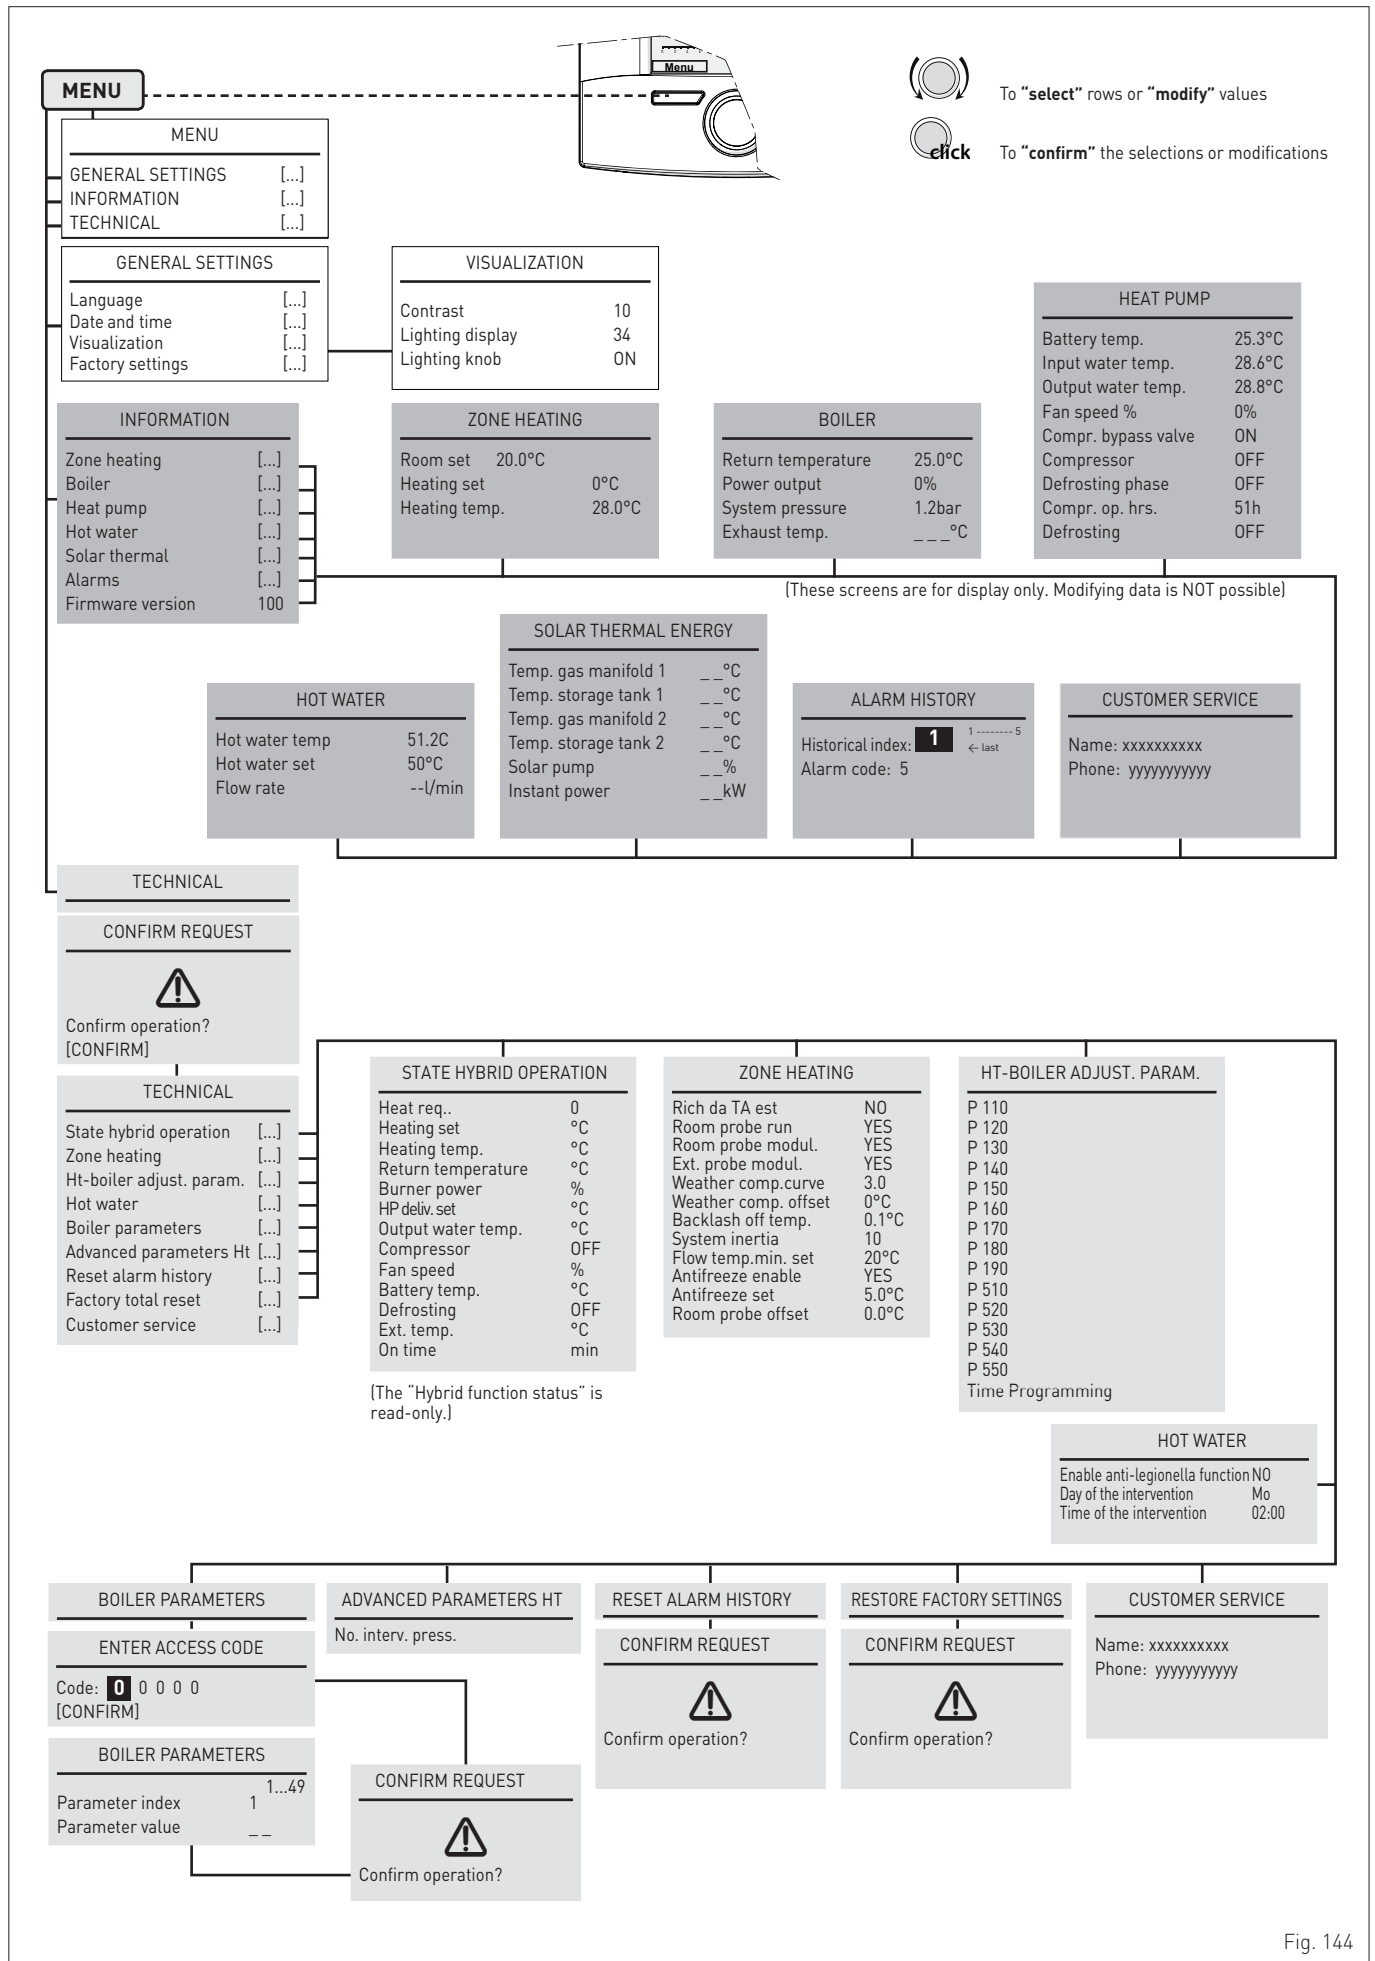 Menu
MENU
To “select” rows or “modify” values
click
To “confirm” the selections or modifications
MENU
GENERAL SETTINGS [...]
INFORMATION [...]
TECHNICAL [...]
GENERAL SETTINGS
Language [...]
Date and time [...]
Visualization [...]
Factory settings [...]
VISUALIZATION
Contrast 10
Lighting display 34
Lighting knob ON
HEAT PUMP
Battery temp. 25.3°C
Input water temp. 28.6°C
Output water temp. 28.8°C
Fan speed % 0%
Compr. bypass valve ON
Compressor OFF
Defrosting phase OFF
Compr. op. hrs. 51h
Defrosting OFF
INFORMATION
Zone heating [...]
Boiler [...]
Heat pump [...]
Hot water [...]
Solar thermal [...]
Alarms [...]
Firmware version 100
ZONE HEATING
Room set 20.0°C
Heating set 0°C
Heating temp. 28.0°C
BOILER
Return temperature 25.0°C
Power output 0%
System pressure 1.2bar
Exhaust temp. _ _ _°C
(These screens are for display only. Modifying data is NOT possible)
HOT WATER
Hot water temp 51.2C
Hot water set 50°C
Flow rate --l/min
SOLAR THERMAL ENERGY
Temp. gas manifold 1 _ _°C
Temp. storage tank 1 _ _°C
Temp. gas manifold 2 _ _°C
Temp. storage tank 2 _ _°C
Solar pump _ _%
Instant power _ _kW
ALARM HISTORY
Historical index: 1 1 -------- 5
← last
Alarm code: 5
CUSTOMER SERVICE
Name: xxxxxxxxxx
Phone: yyyyyyyyyyy
TECHNICAL
CONFIRM REQUEST
Confirm operation?
[CONFIRM]
TECHNICAL
State hybrid operation [...]
Zone heating [...]
Ht-boiler adjust. param. [...]
Hot water [...]
Boiler parameters [...]
Advanced parameters Ht [...]
Reset alarm history [...]
Factory total reset [...]
Customer service [...]
STATE HYBRID OPERATION
Heat req.. 0
Heating set °C
Heating temp. °C
Return temperature °C
Burner power %
HP deliv. set °C
Output water temp. °C
Compressor OFF
Fan speed %
Battery temp. °C
Defrosting OFF
Ext. temp. °C
On time min
(The “Hybrid function status” is
read-only.)
ZONE HEATING
Rich da TA est NO
Room probe run YES
Room probe modul. YES
Ext. probe modul. YES
Weather comp.curve 3.0
Weather comp. offset 0°C
Backlash off temp. 0.1°C
System inertia 10
Flow temp.min. set 20°C
Antifreeze enable YES
Antifreeze set 5.0°C
Room probe offset 0.0°C
HT-BOILER ADJUST. PARAM.
P 110
P 120
P 130
P 140
P 150
P 160
P 170
P 180
P 190
P 510
P 520
P 530
P 540
P 550
Time Programming
HOT WATER
Enable anti-legionella function NO
Day of the intervention Mo
Time of the intervention 02:00
BOILER PARAMETERS
ENTER ACCESS CODE
Code: 0 0 0 0 0
[CONFIRM]
BOILER PARAMETERS
1...49
Parameter index 1
Parameter value _ _
ADVANCED PARAMETERS HT
No. interv. press.
CONFIRM REQUEST
Confirm operation?
RESET ALARM HISTORY
CONFIRM REQUEST
Confirm operation?
RESTORE FACTORY SETTINGS
CONFIRM REQUEST
Confirm operation?
CUSTOMER SERVICE
Name: xxxxxxxxxx
Phone: yyyyyyyyyyy
Fig. 144